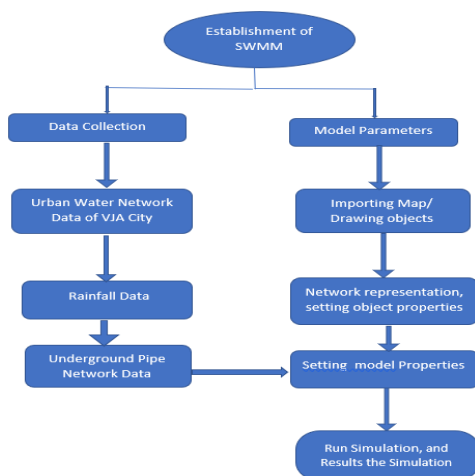 Establishment of
SWMM
Data Collection
Model Parameters
Urban Water Network
Data of VJA City
Importing Map/
Drawing objects
Rainfall Data
Network representation,
setting object properties
Underground Pipe
Network Data
Setting model Properties
Run Simulation, and
Results the Simulation